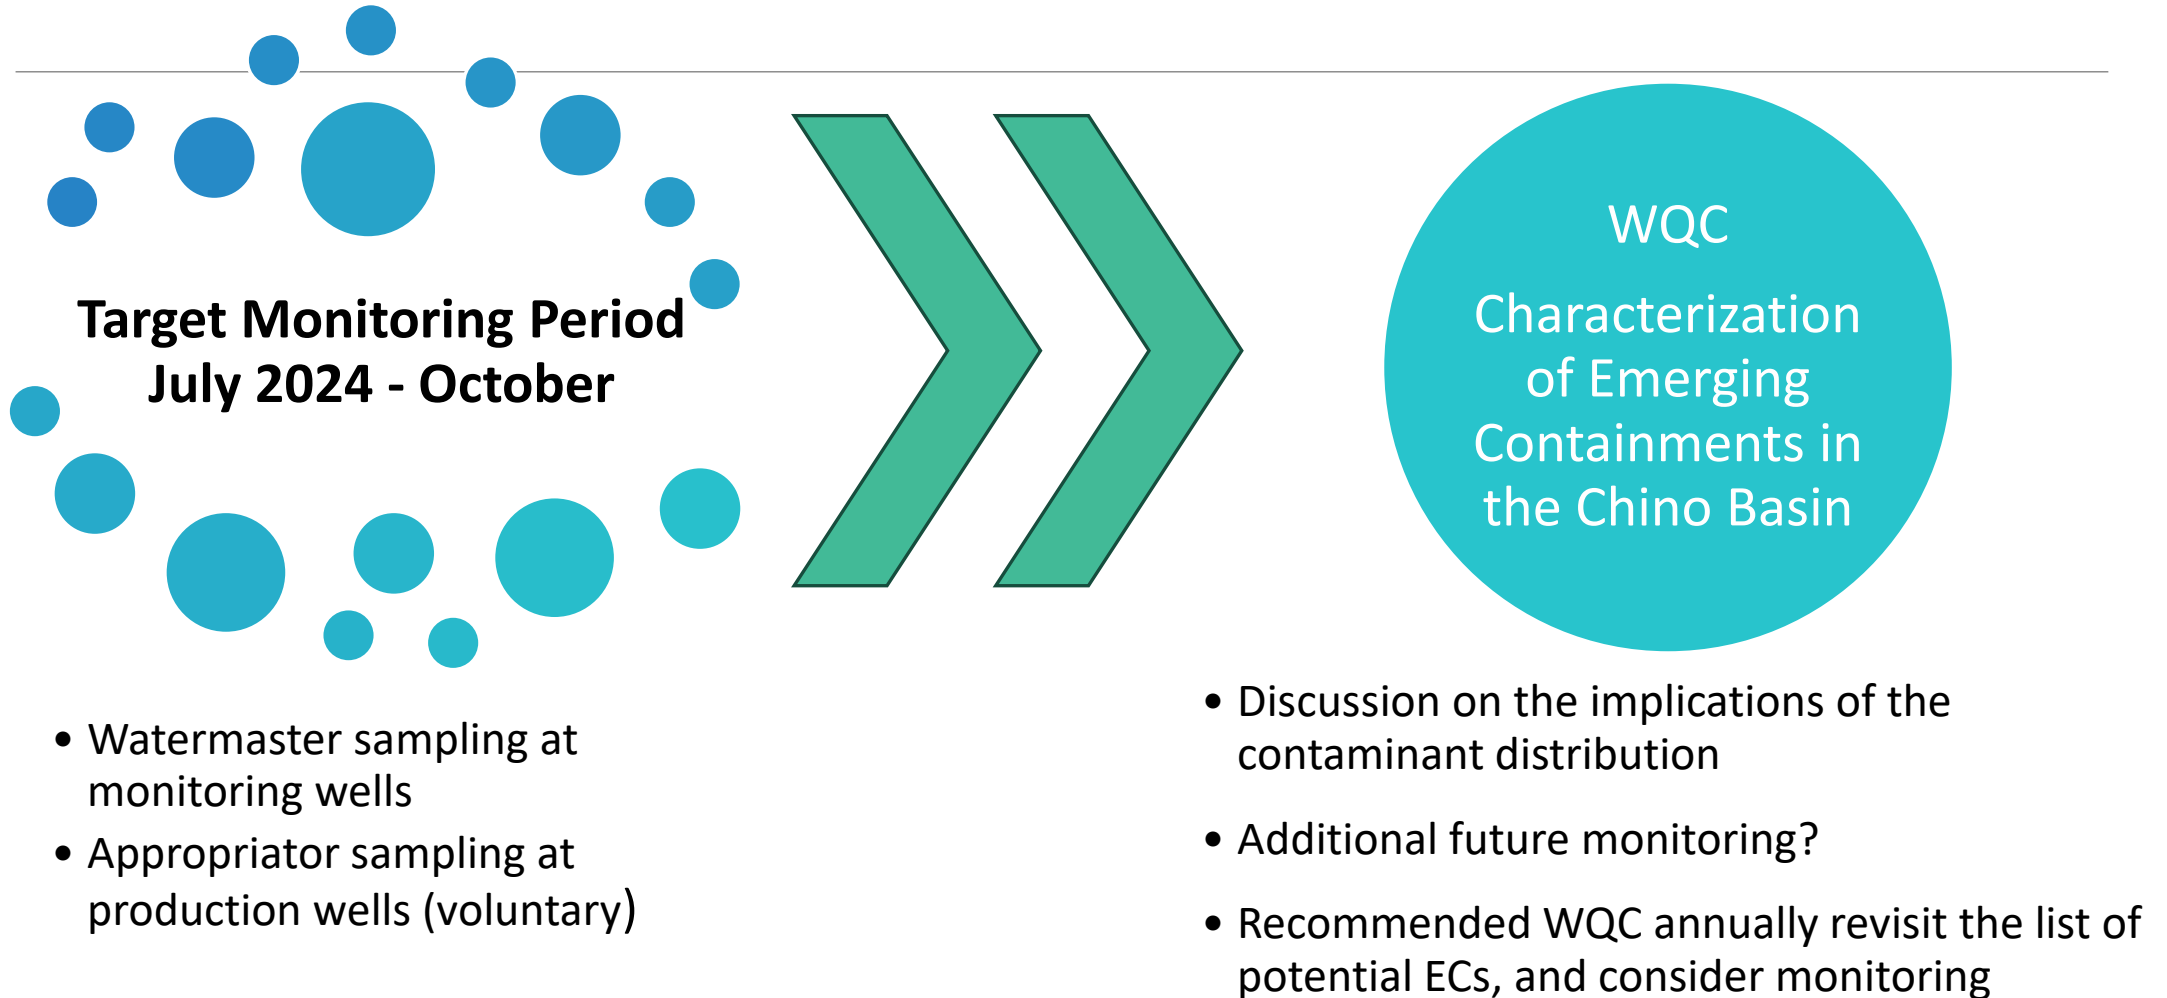 Target Monitoring Period
July 2024 - October
• Watermaster sampling at
monitoring wells
• Appropriator sampling at
production wells (voluntary)
WQC
Characterization
of Emerging
Containments in
the Chino Basin
• Discussion on the implications of the
contaminant distribution
• Additional future monitoring?
• Recommended WQC annually revisit the list of
potential ECs, and consider monitoring